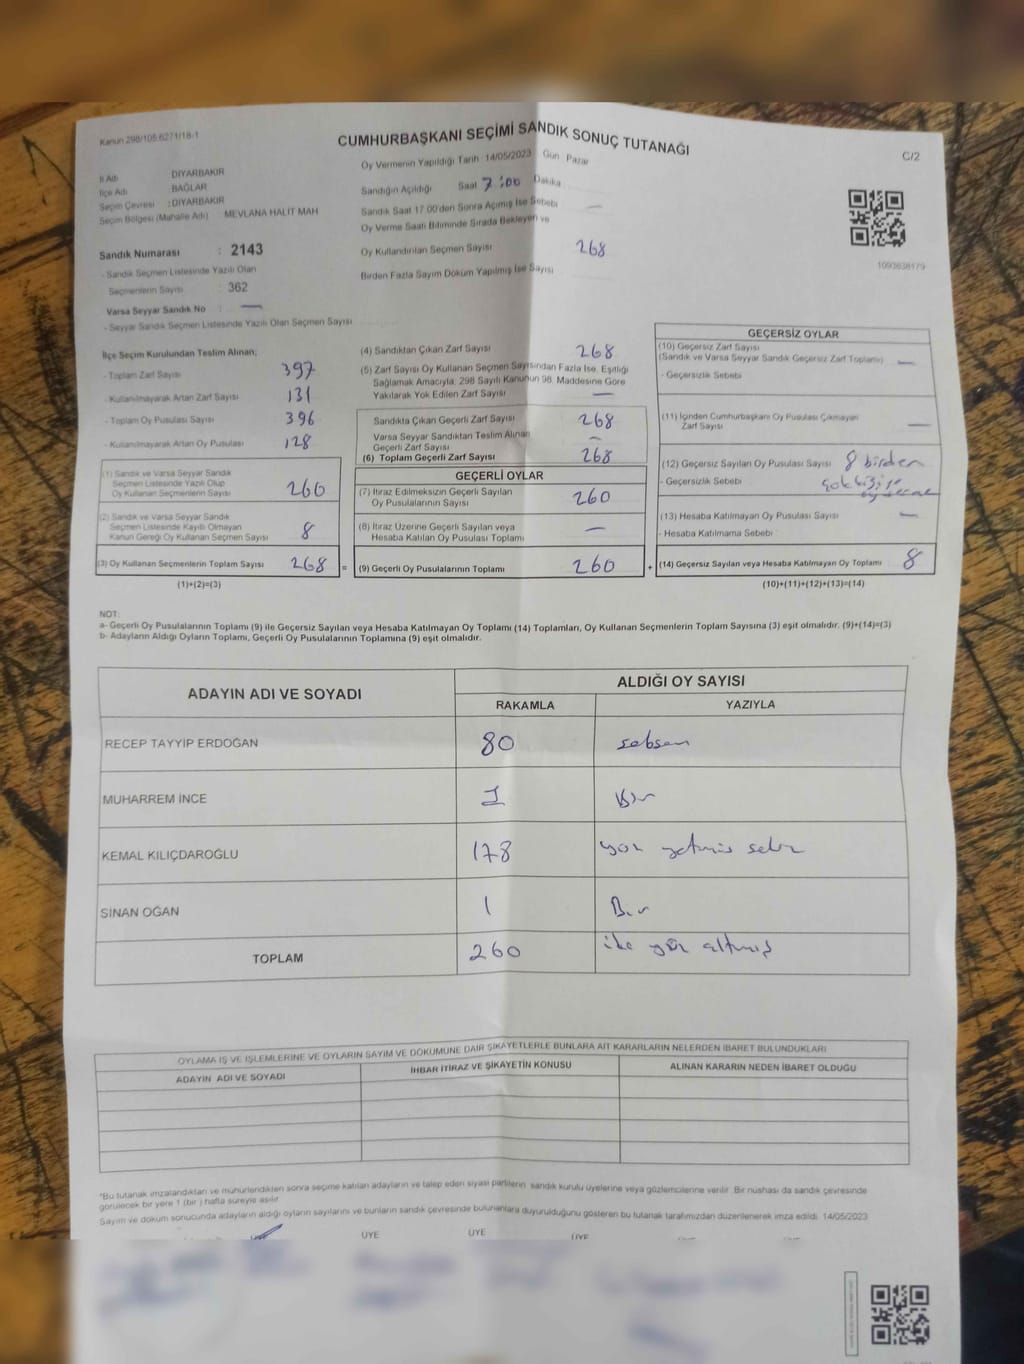 Kanun 298/105 6271/18/1
CUMHURBAŞKANI SEÇİMİ SANDIK SONUÇ TUTANAĞI
C/2
Oy Vermenin Yapıldığı Tarih 14/05/2023 Gün Pazar
İl Adı DİYARBAKIR
İlçe Adı : BAĞLAR
Seçim Çevresi : DİYARBAKIR
Seçim Bölgesi (Mahalle Adı) : MEVLANA HALİT MAH
Sandığın Açıldığı Saat 7:00 Dakika
Sandık Saat 17.00'den Sonra Açılmış İse Sebebi —
Oy Verme Saati Bitiminde Sırada Bekleyen ve
Oy Kullandırılan Seçmen Sayısı 268
Birden Fazla Sayım Döküm Yapılmış İse Sayısı
1093638179
Sandık Numarası : 2143
- Sandık Seçmen Listesinde Yazılı Olan
Seçmenlerin Sayısı : 362
Varsa Seyyar Sandık No : —
- Seyyar Sandık Seçmen Listesinde Yazılı Olan Seçmen Sayısı
İlçe Seçim Kurulundan Teslim Alınan;
- Toplam Zarf Sayısı 397
- Kullanılmayarak Artan Zarf Sayısı 131
- Toplam Oy Pusulası Sayısı 396
- Kullanılmayarak Artan Oy Pusulası 128
(1) Sandık ve Varsa Seyyar Sandık
Seçmen Listesinde Yazılı Olup
Oy Kullanan Seçmenlerin Sayısı 260
(2) Sandık ve Varsa Seyyar Sandık
Seçmen Listesinde Kayıtlı Olmayan
Kanun Gereği Oy Kullanan Seçmen Sayısı 8
(3) Oy Kullanan Seçmenlerin Toplam Sayısı 268 =
(1)+(2)=(3)
(4) Sandıktan Çıkan Zarf Sayısı 268
(5) Zarf Sayısı Oy Kullanan Seçmen Sayısından Fazla İse, Eşitliği
Sağlamak Amacıyla; 298 Sayılı Kanunun 98. Maddesine Göre
Yakılarak Yok Edilen Zarf Sayısı —
Sandıkta Çıkan Geçerli Zarf Sayısı 268
Varsa Seyyar Sandıktan Teslim Alınan
Geçerli Zarf Sayısı —
(6) Toplam Geçerli Zarf Sayısı 268
GEÇERLİ OYLAR
(7) İtiraz Edilmeksizin Geçerli Sayılan
Oy Pusulalarının Sayısı 260
(8) İtiraz Üzerine Geçerli Sayılan veya
Hesaba Katılan Oy Pusulası Toplamı —
(9) Geçerli Oy Pusulalarının Toplamı 260 +
GEÇERSİZ OYLAR
(10) Geçersiz Zarf Sayısı
(Sandık ve Varsa Seyyar Sandık Geçersiz Zarf Toplamı) —
- Geçersizlik Sebebi
(11) İçinden Cumhurbaşkanı Oy Pusulası Çıkmayan
Zarf Sayısı —
(12) Geçersiz Sayılan Oy Pusulası Sayısı 8 birden
- Geçersizlik Sebebi
(13) Hesaba Katılmayan Oy Pusulası Sayısı —
- Hesaba Katılmama Sebebi
(14) Geçersiz Sayılan veya Hesaba Katılmayan Oy Toplamı 8
(10)+(11)+(12)+(13)=(14)
NOT:
a- Geçerli Oy Pusulalarının Toplamı (9) ile Geçersiz Sayılan veya Hesaba Katılmayan Oy Toplamı (14) Toplamları, Oy Kullanan Seçmenlerin Toplam Sayısına (3) eşit olmalıdır. (9)+(14)=(3)
b- Adayların Aldığı Oyların Toplamı, Geçerli Oy Pusulalarının Toplamına (9) eşit olmalıdır.
ADAYIN ADI VE SOYADI ALDIĞI OY SAYISI
RAKAMLA YAZIYLA
RECEP TAYYİP ERDOĞAN 80 seksen
MUHARREM İNCE 1 Bir
KEMAL KILIÇDAROĞLU 178 yüz yetmiş sekiz
SİNAN OĞAN 1 Bir
TOPLAM 260 iki yüz altmış
OYLAMA İŞ VE İŞLEMLERİNE VE OYLARIN SAYIM VE DÖKÜMÜNE DAİR ŞİKAYETLERLE BUNLARA AİT KARARLARIN NELERDEN İBARET BULUNDUKLARI
ADAYIN ADI VE SOYADI İHBAR İTİRAZ VE ŞİKAYETİN KONUSU ALINAN KARARIN NEDEN İBARET OLDUĞU
*Bu tutanak imzalandıktan ve mühürlendikten sonra seçime katılan adayların ve talep eden siyasi partilerin sandık kurulu üyelerine veya gözlemcilerine verilir. Bir nüshası da sandık çevresinde
görülecek bir yere 1 (bir) hafta süreyle asılır.
Sayım ve döküm sonucunda adayların aldığı oyların sayılarını ve bunların sandık çevresinde bulunanlara duyurulduğunu gösteren bu tutanak tarafımızdan düzenlenerek imza edildi. 14/05/2023
ÜYE ÜYE ÜYE